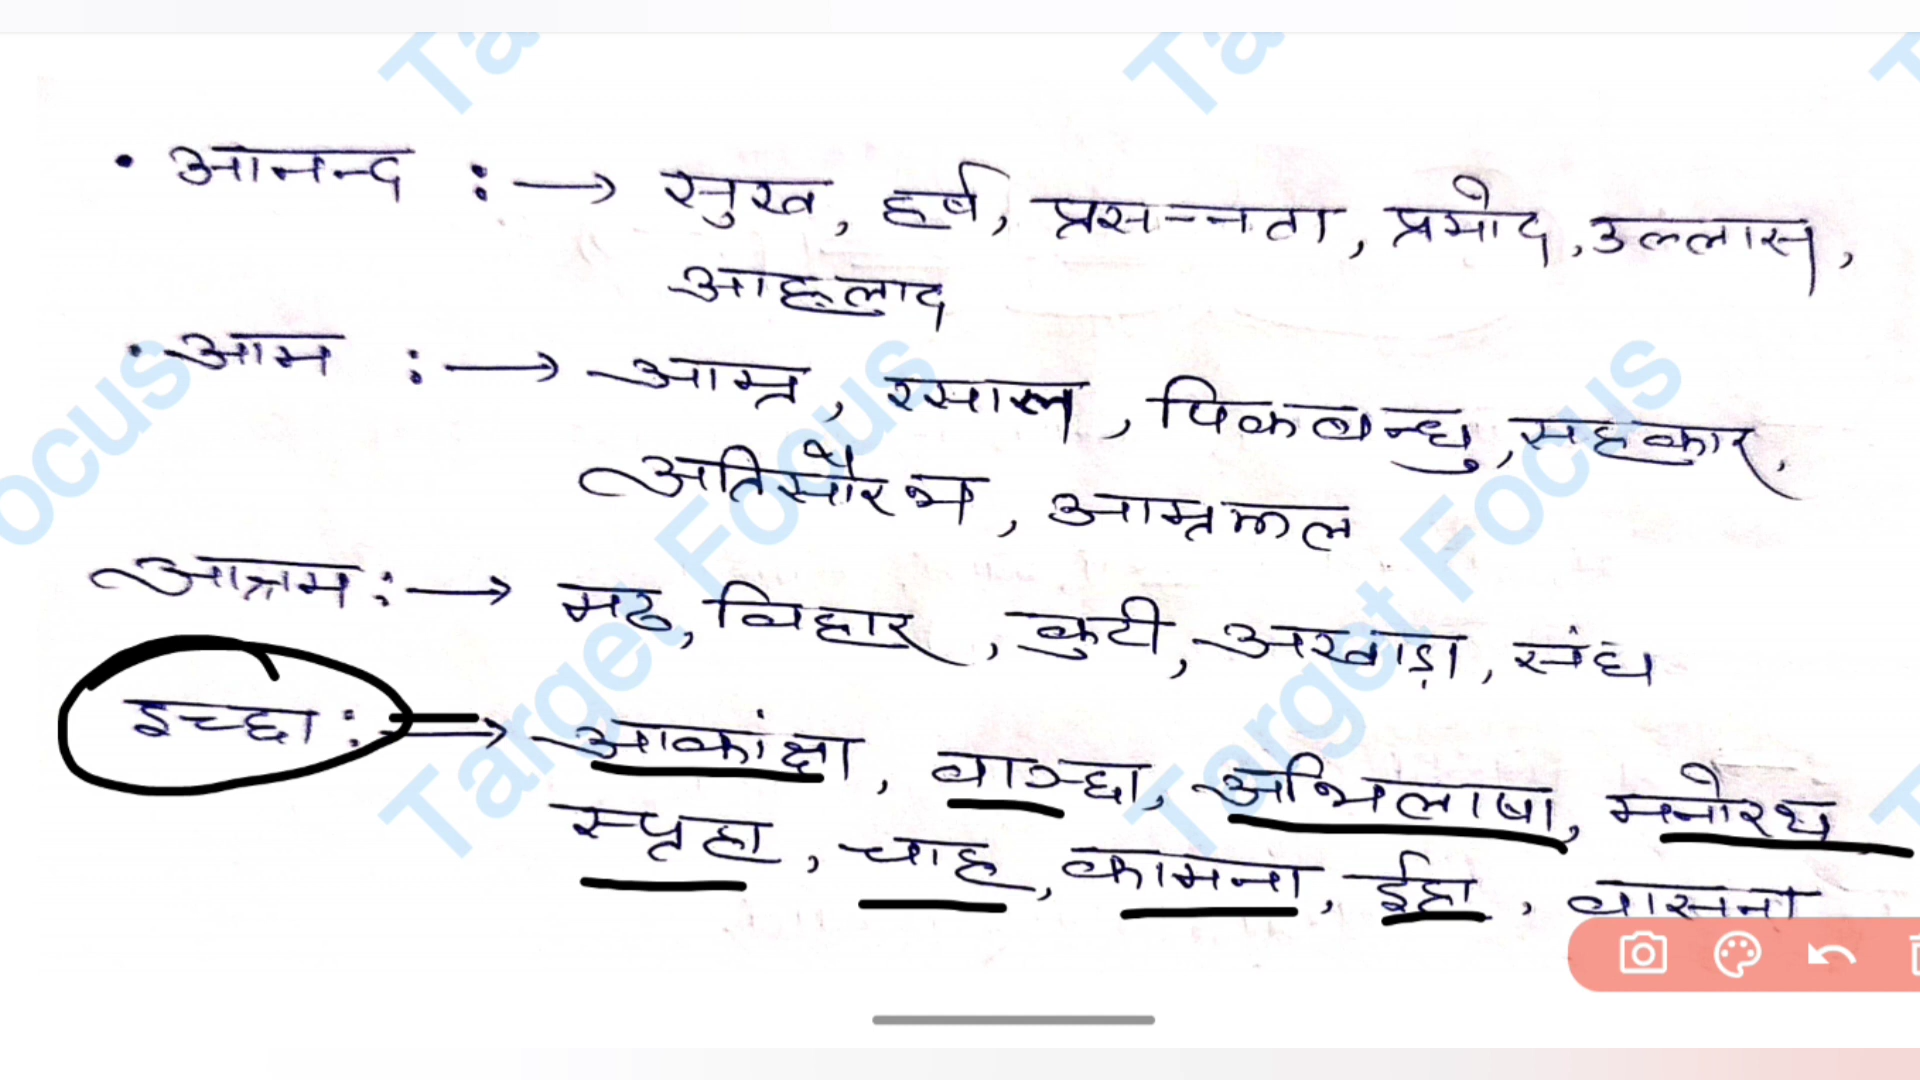 • आनन्द :→ सुख, हर्ष, प्रसन्नता, प्रमोद, उल्लास,
आह्लाद
• आम :→ आम्र, रसाल, पिकबन्धु, सहकार,
अतिसौरभ, आम्रफल
आश्रम :→ मठ, विहार, कुटी, अखाड़ा, संघ
इच्छा : ⇒ आकांक्षा, वाञ्छा, अभिलाषा, मनोरथ
स्पृहा, चाह, कामना, ईहा, वासना
Target Focus